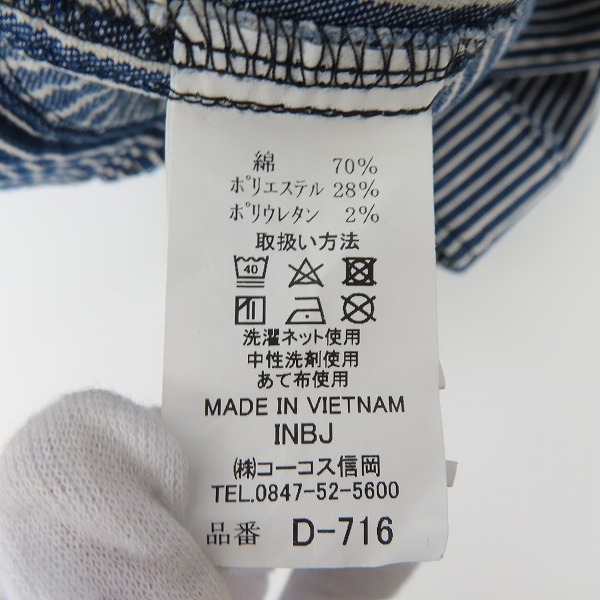 綿 70%
ポリエステル 28%
ポリウレタン 2%
取扱い方法
40
洗濯ネット使用
中性洗剤使用
あて布使用
MADE IN VIETNAM
INBJ
㈱コーコス信岡
TEL.0847-52-5600
品番 D-716